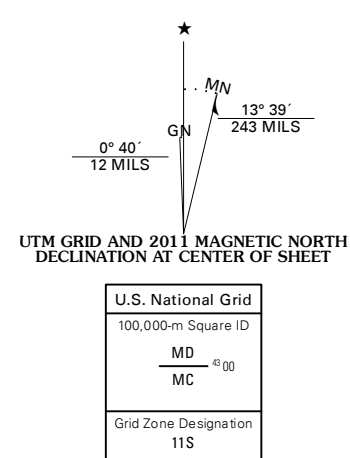 ★
MN
13° 39´
243 MILS
GN
0° 40´
12 MILS
UTM GRID AND 2011 MAGNETIC NORTH
DECLINATION AT CENTER OF SHEET
U.S. National Grid
100,000-m Square ID
MD
43 00
MC
Grid Zone Designation
11S